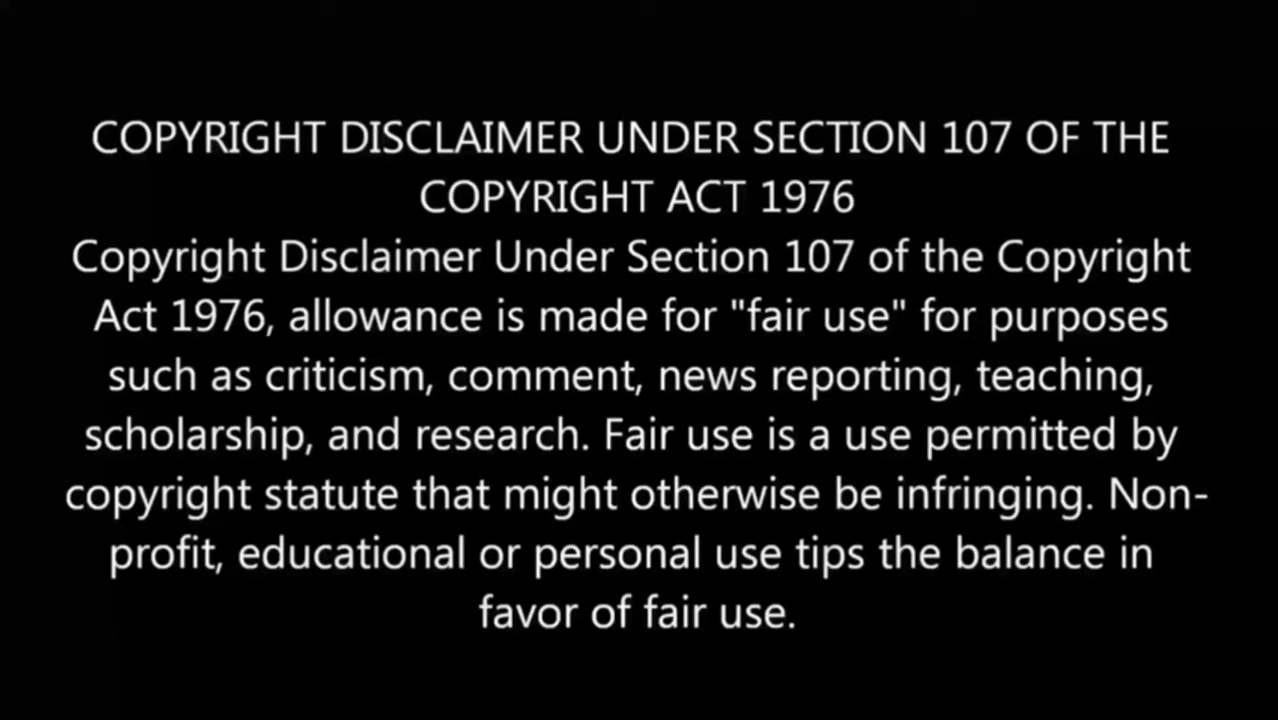 COPYRIGHT DISCLAIMER UNDER SECTION 107 OF THE
COPYRIGHT ACT 1976
Copyright Disclaimer Under Section 107 of the Copyright
Act 1976, allowance is made for "fair use" for purposes
such as criticism, comment, news reporting, teaching,
scholarship, and research. Fair use is a use permitted by
copyright statute that might otherwise be infringing. Non-
profit, educational or personal use tips the balance in
favor of fair use.